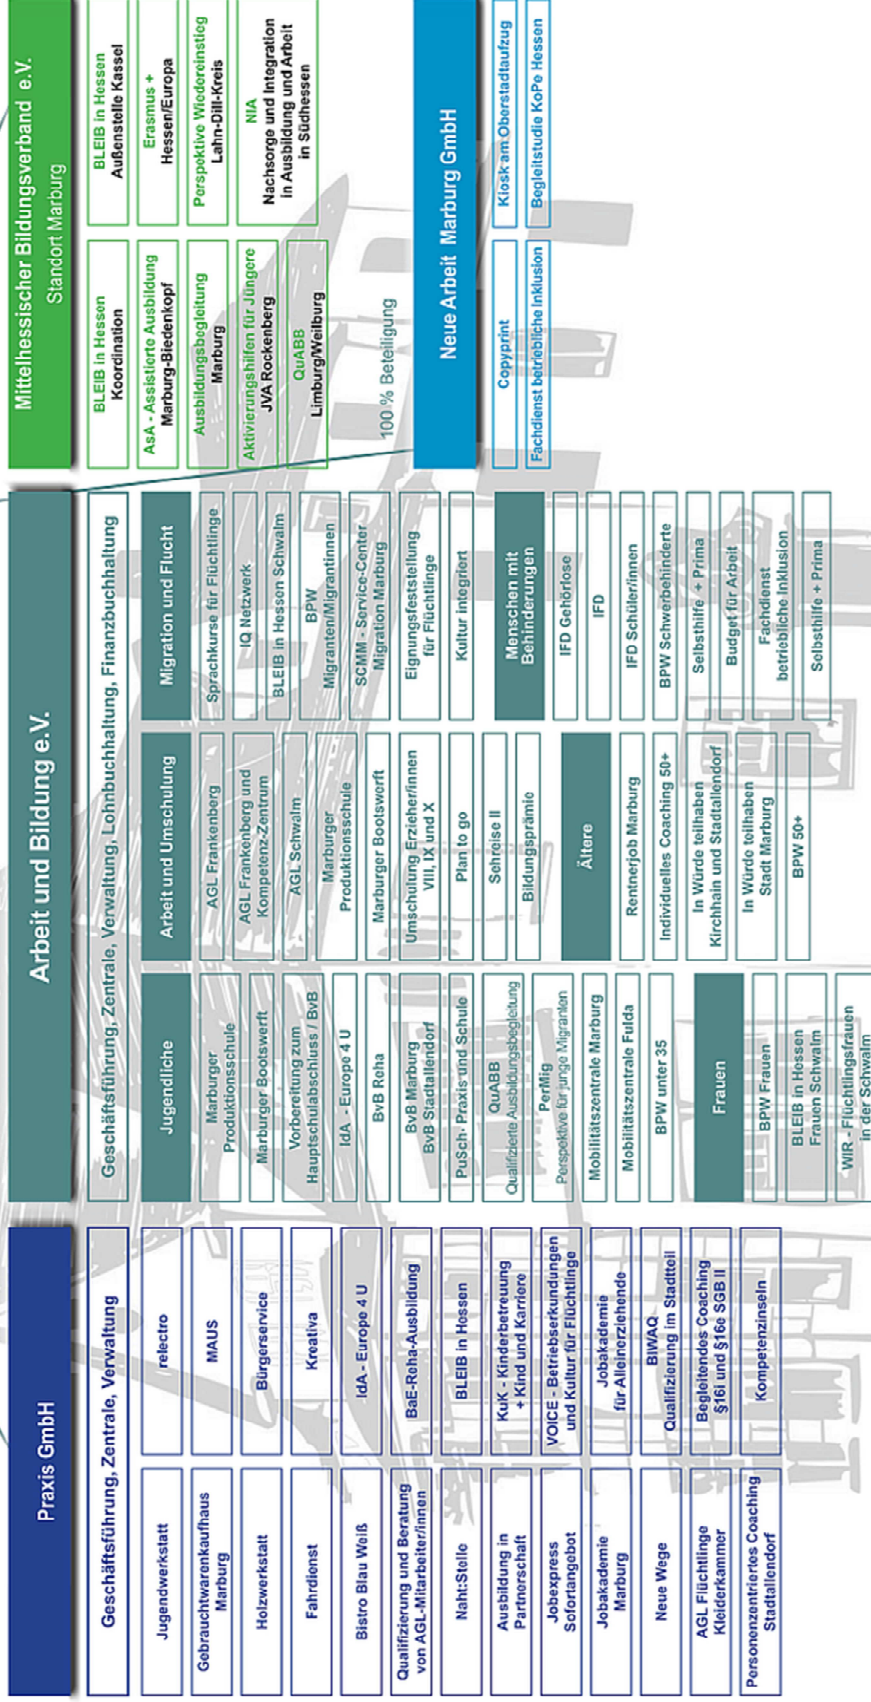 Praxis GmbH
Geschäftsführung, Zentrale, Verwaltung
Jugendwerkstatt
Gebrauchtwarenkaufhaus
Marburg
Holzwerkstatt
Fahrdienst
Bistro Blau Weiß
Qualifizierung und Beratung
von AGL-Mitarbeiter/innen
Naht:Stelle
Ausbildung in
Partnerschaft
Jobexpress
Sofortangebot
Jobakademie
Marburg
Neue Wege
AGL Flüchtlinge
Kleiderkammer
Personenzentriertes Coaching
Stadtallendorf
relectro
MAUS
Bürgerservice
Kreativa
IdA - Europe 4 U
BaE-Reha-Ausbildung
BLEIB in Hessen
KuK - Kinderbetreuung
+ Kind und Karriere
VOICE - Betriebserkundungen
und Kultur für Flüchtlinge
Jobakademie
für Alleinerziehende
BIWAQ
Qualifizierung im Stadtteil
Begleitendes Coaching
§16i und §16e SGB II
Kompetenzinseln
Arbeit und Bildung e.V.
Geschäftsführung, Zentrale, Verwaltung, Lohnbuchhaltung, Finanzbuchhaltung
Jugendliche
Marburger
Produktionsschule
Marburger Bootswerft
Vorbereitung zum
Hauptschulabschluss / BvB
IdA - Europe 4 U
BvB Reha
BvB Marburg
BvB Stadtallendorf
PuSch- Praxis und Schule
QuABB
Qualifizierte Ausbildungsbegleitung
PerMig
Perspektive für junge Migranten
Mobilitätszentrale Marburg
Mobilitätszentrale Fulda
BPW unter 35
Frauen
BPW Frauen
BLEIB in Hessen
Frauen Schwalm
WIR - Flüchtlingsfrauen
in der Schwalm
Arbeit und Umschulung
AGL Frankenberg
AGL Frankenberg und
Kompetenz-Zentrum
AGL Schwalm
Marburger
Produktionsschule
Marburger Bootswerft
Umschulung Erzieher/innen
VIII, IX und X
Plan to go
Sehreise II
Bildungsprämie
Ältere
Rentnerjob Marburg
Individuelles Coaching 50+
In Würde teilhaben
Kirchhain und Stadtallendorf
In Würde teilhaben
Stadt Marburg
BPW 50+
Migration und Flucht
Sprachkurse für Flüchtlinge
IQ Netzwerk
BLEIB in Hessen Schwalm
BPW
Migranten/Migrantinnen
SCMM - Service-Center
Migration Marburg
Eignungsfeststellung
für Flüchtlinge
Kultur integriert
Menschen mit
Behinderungen
IFD Gehörlose
IFD
IFD Schüler/innen
BPW Schwerbehinderte
Selbsthilfe + Prima
Budget für Arbeit
Fachdienst
betriebliche Inklusion
Selbsthilfe + Prima
Mittelhessischer Bildungsverband e.V.
Standort Marburg
BLEIB in Hessen
Koordination
AsA - Assistierte Ausbildung
Marburg-Biedenkopf
Ausbildungsbegleitung
Marburg
Aktivierungshilfen für Jüngere
JVA Rockenberg
QuABB
Limburg/Weilburg
BLEIB in Hessen
Außenstelle Kassel
Erasmus +
Hessen/Europa
Perspektive Wiedereinstieg
Lahn-Dill-Kreis
NIA
Nachsorge und Integration
in Ausbildung und Arbeit
in Südhessen
100 % Beteiligung
Neue Arbeit Marburg GmbH
Copyprint
Fachdienst betriebliche Inklusion
Kiosk am Oberstadtaufzug
Begleitstudie KoPe Hessen